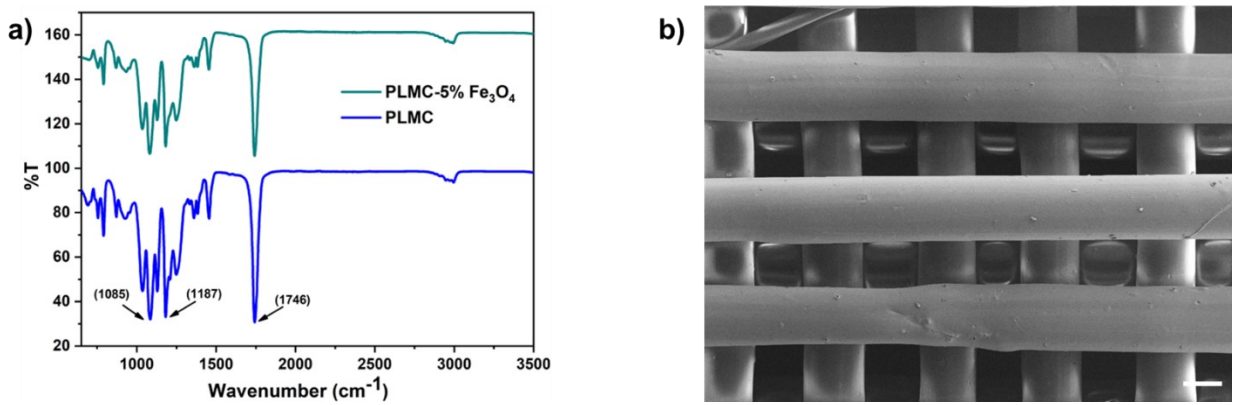 a)
160
140
120
100
80
60
40
20
%T
PLMC-5% Fe₃O₄
PLMC
(1085)
(1187)
(1746)
1000 1500 2000 2500 3000 3500
Wavenumber (cm⁻¹)
b)